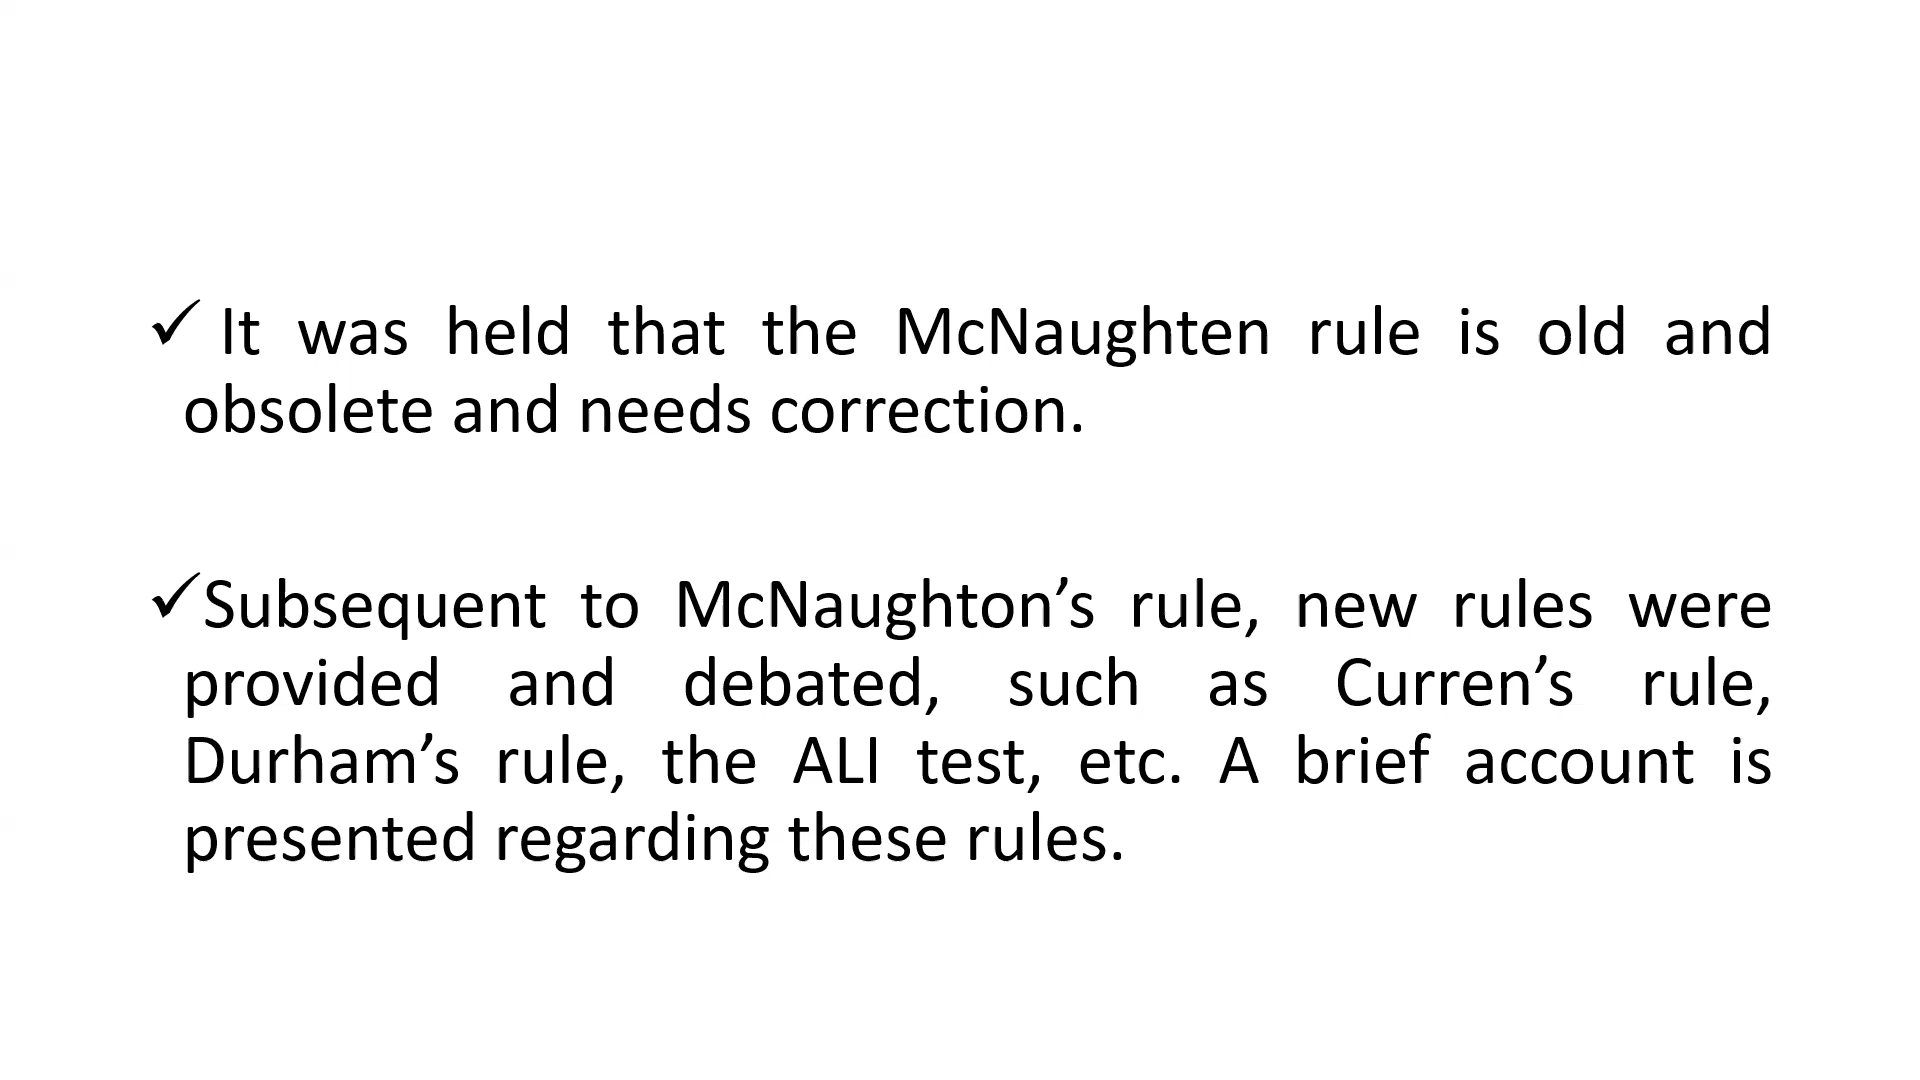 ✓ It was held that the McNaughten rule is old and
obsolete and needs correction.
✓Subsequent to McNaughton’s rule, new rules were
provided and debated, such as Curren’s rule,
Durham’s rule, the ALI test, etc. A brief account is
presented regarding these rules.